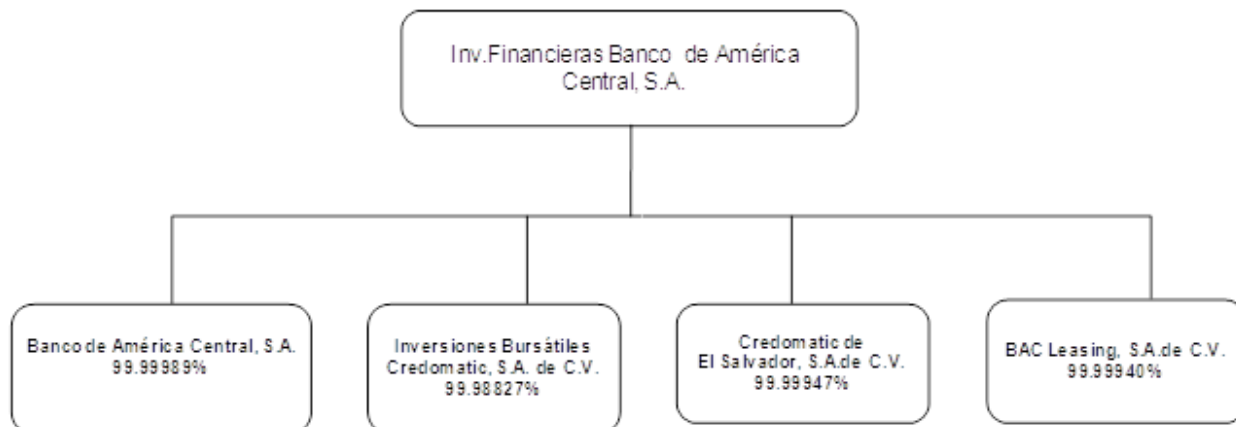 Inv.Financieras Banco de América
Central, S.A.
Banco de América Central, S.A.
99.99989%
Inversiones Bursátiles
Credomatic, S.A. de C.V.
99.98827%
Credomatic de
El Salvador, S.A.de C.V.
99.99947%
BAC Leasing, S.A.de C.V.
99.99940%